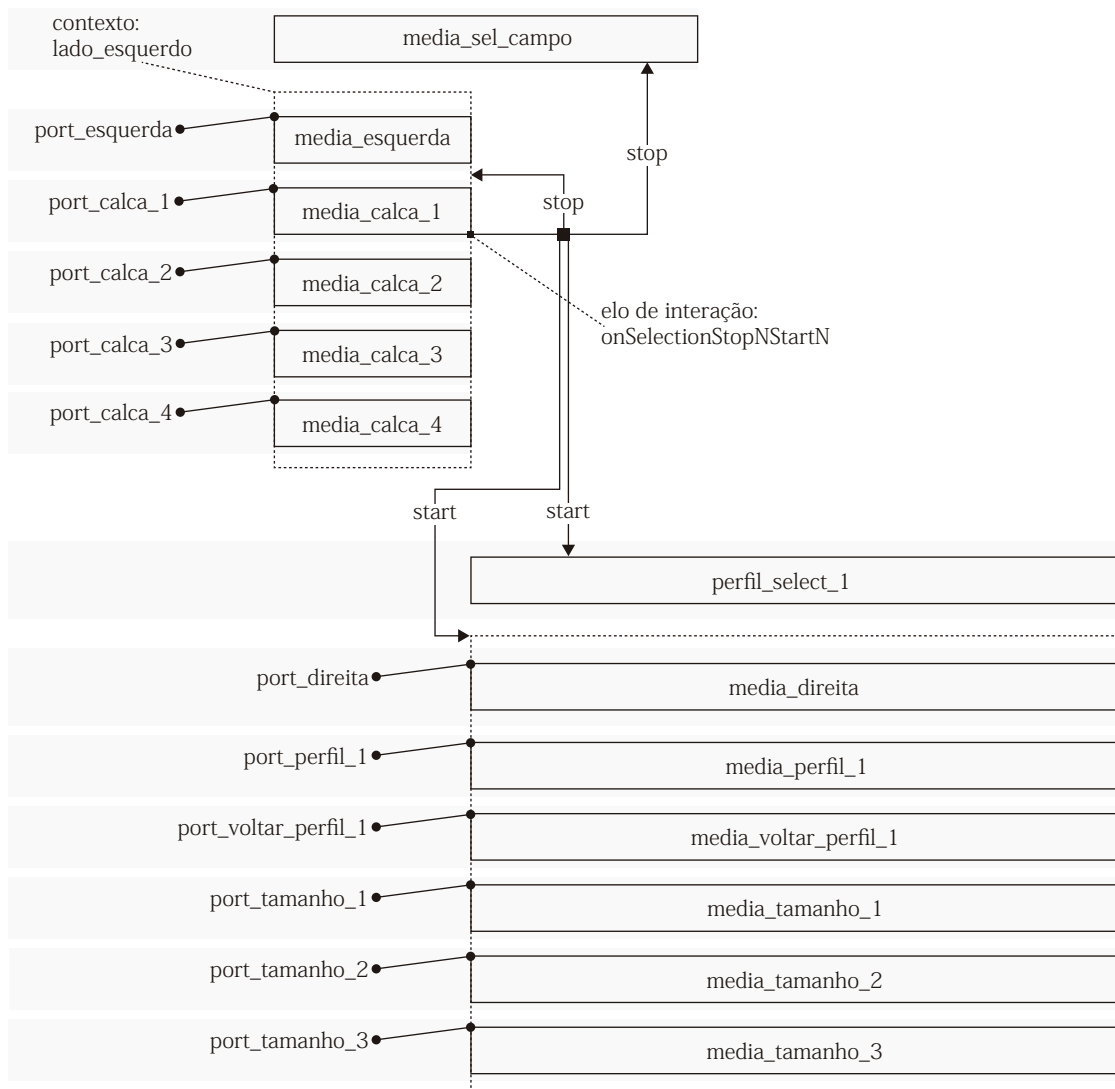 contexto:
lado_esquerdo
media_sel_campo
port_esquerda
media_esquerda
stop
port_calca_1
media_calca_1
stop
port_calca_2
media_calca_2
elo de interação:
onSelectionStopNStartN
port_calca_3
media_calca_3
port_calca_4
media_calca_4
start
start
perfil_select_1
port_direita
media_direita
port_perfil_1
media_perfil_1
port_voltar_perfil_1
media_voltar_perfil_1
port_tamanho_1
media_tamanho_1
port_tamanho_2
media_tamanho_2
port_tamanho_3
media_tamanho_3